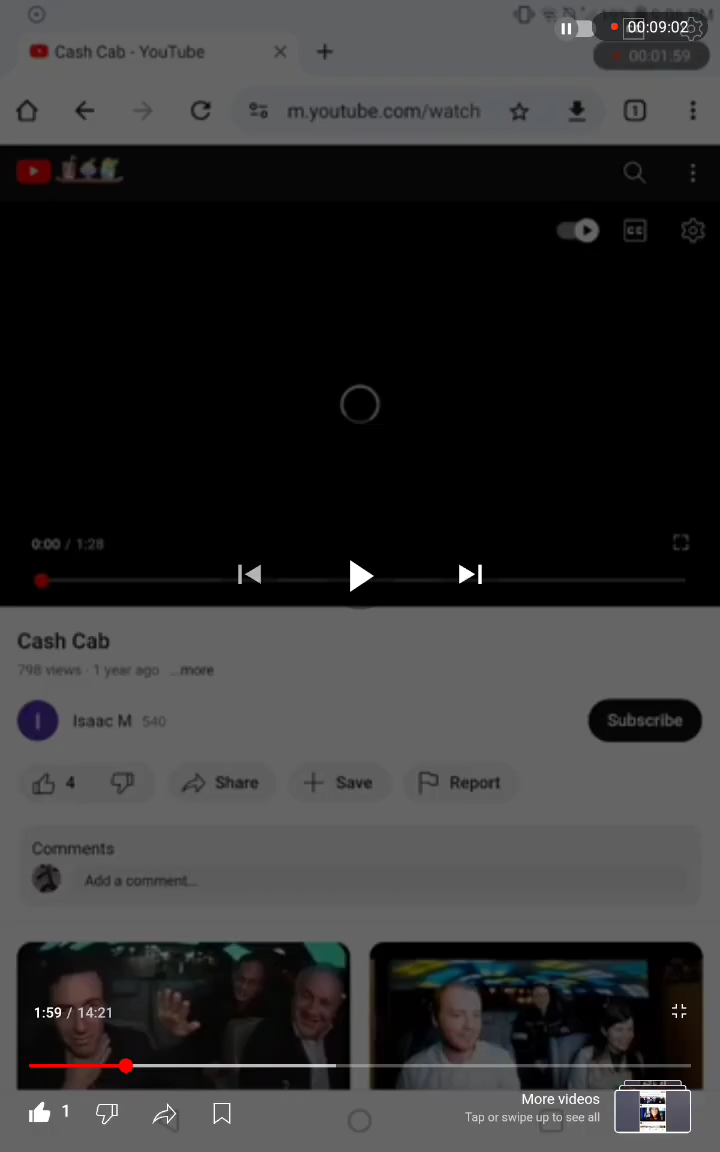 00:09:02
Cash Cab - YouTube
00:01:59
m.youtube.com/watch
1
CC
0:00 / 1:28
Cash Cab
798 views · 1 year ago ...more
I
Isaac M 540
Subscribe
4
Share
Save
Report
Comments
Add a comment...
1:59 / 14:21
1
More videos
Tap or swipe up to see all